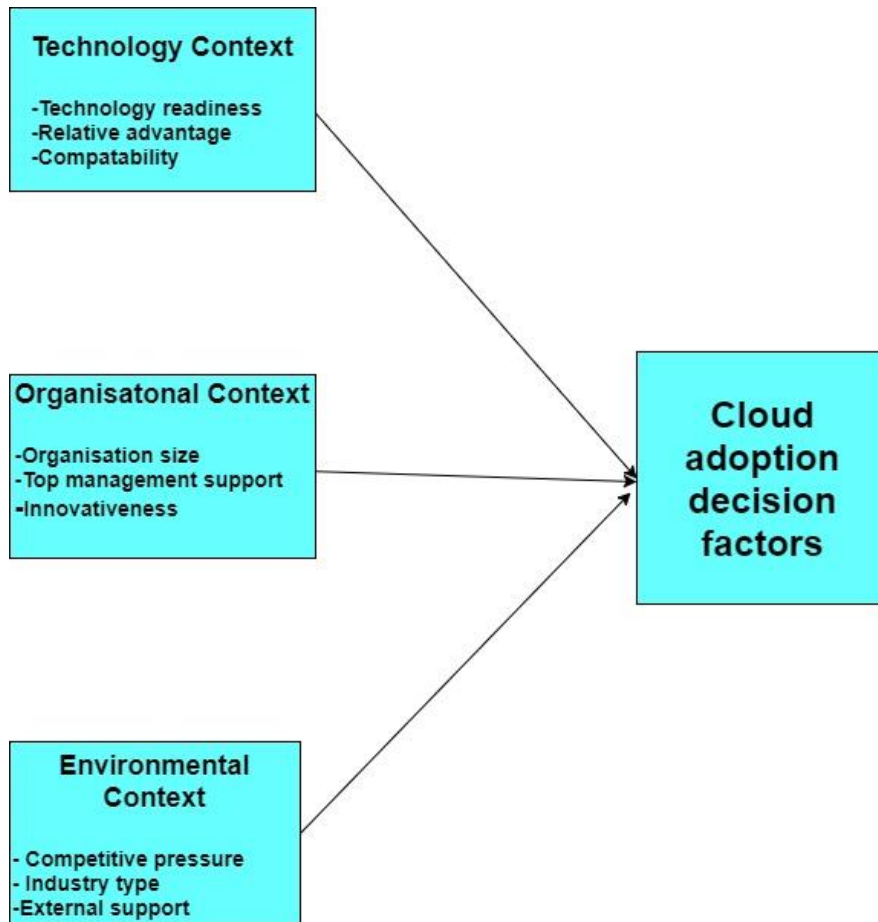 Technology Context
-Technology readiness
-Relative advantage
-Compatability
Organisatonal Context
-Organisation size
-Top management support
-Innovativeness
Environmental
Context
- Competitive pressure
- Industry type
-External support
Cloud
adoption
decision
factors